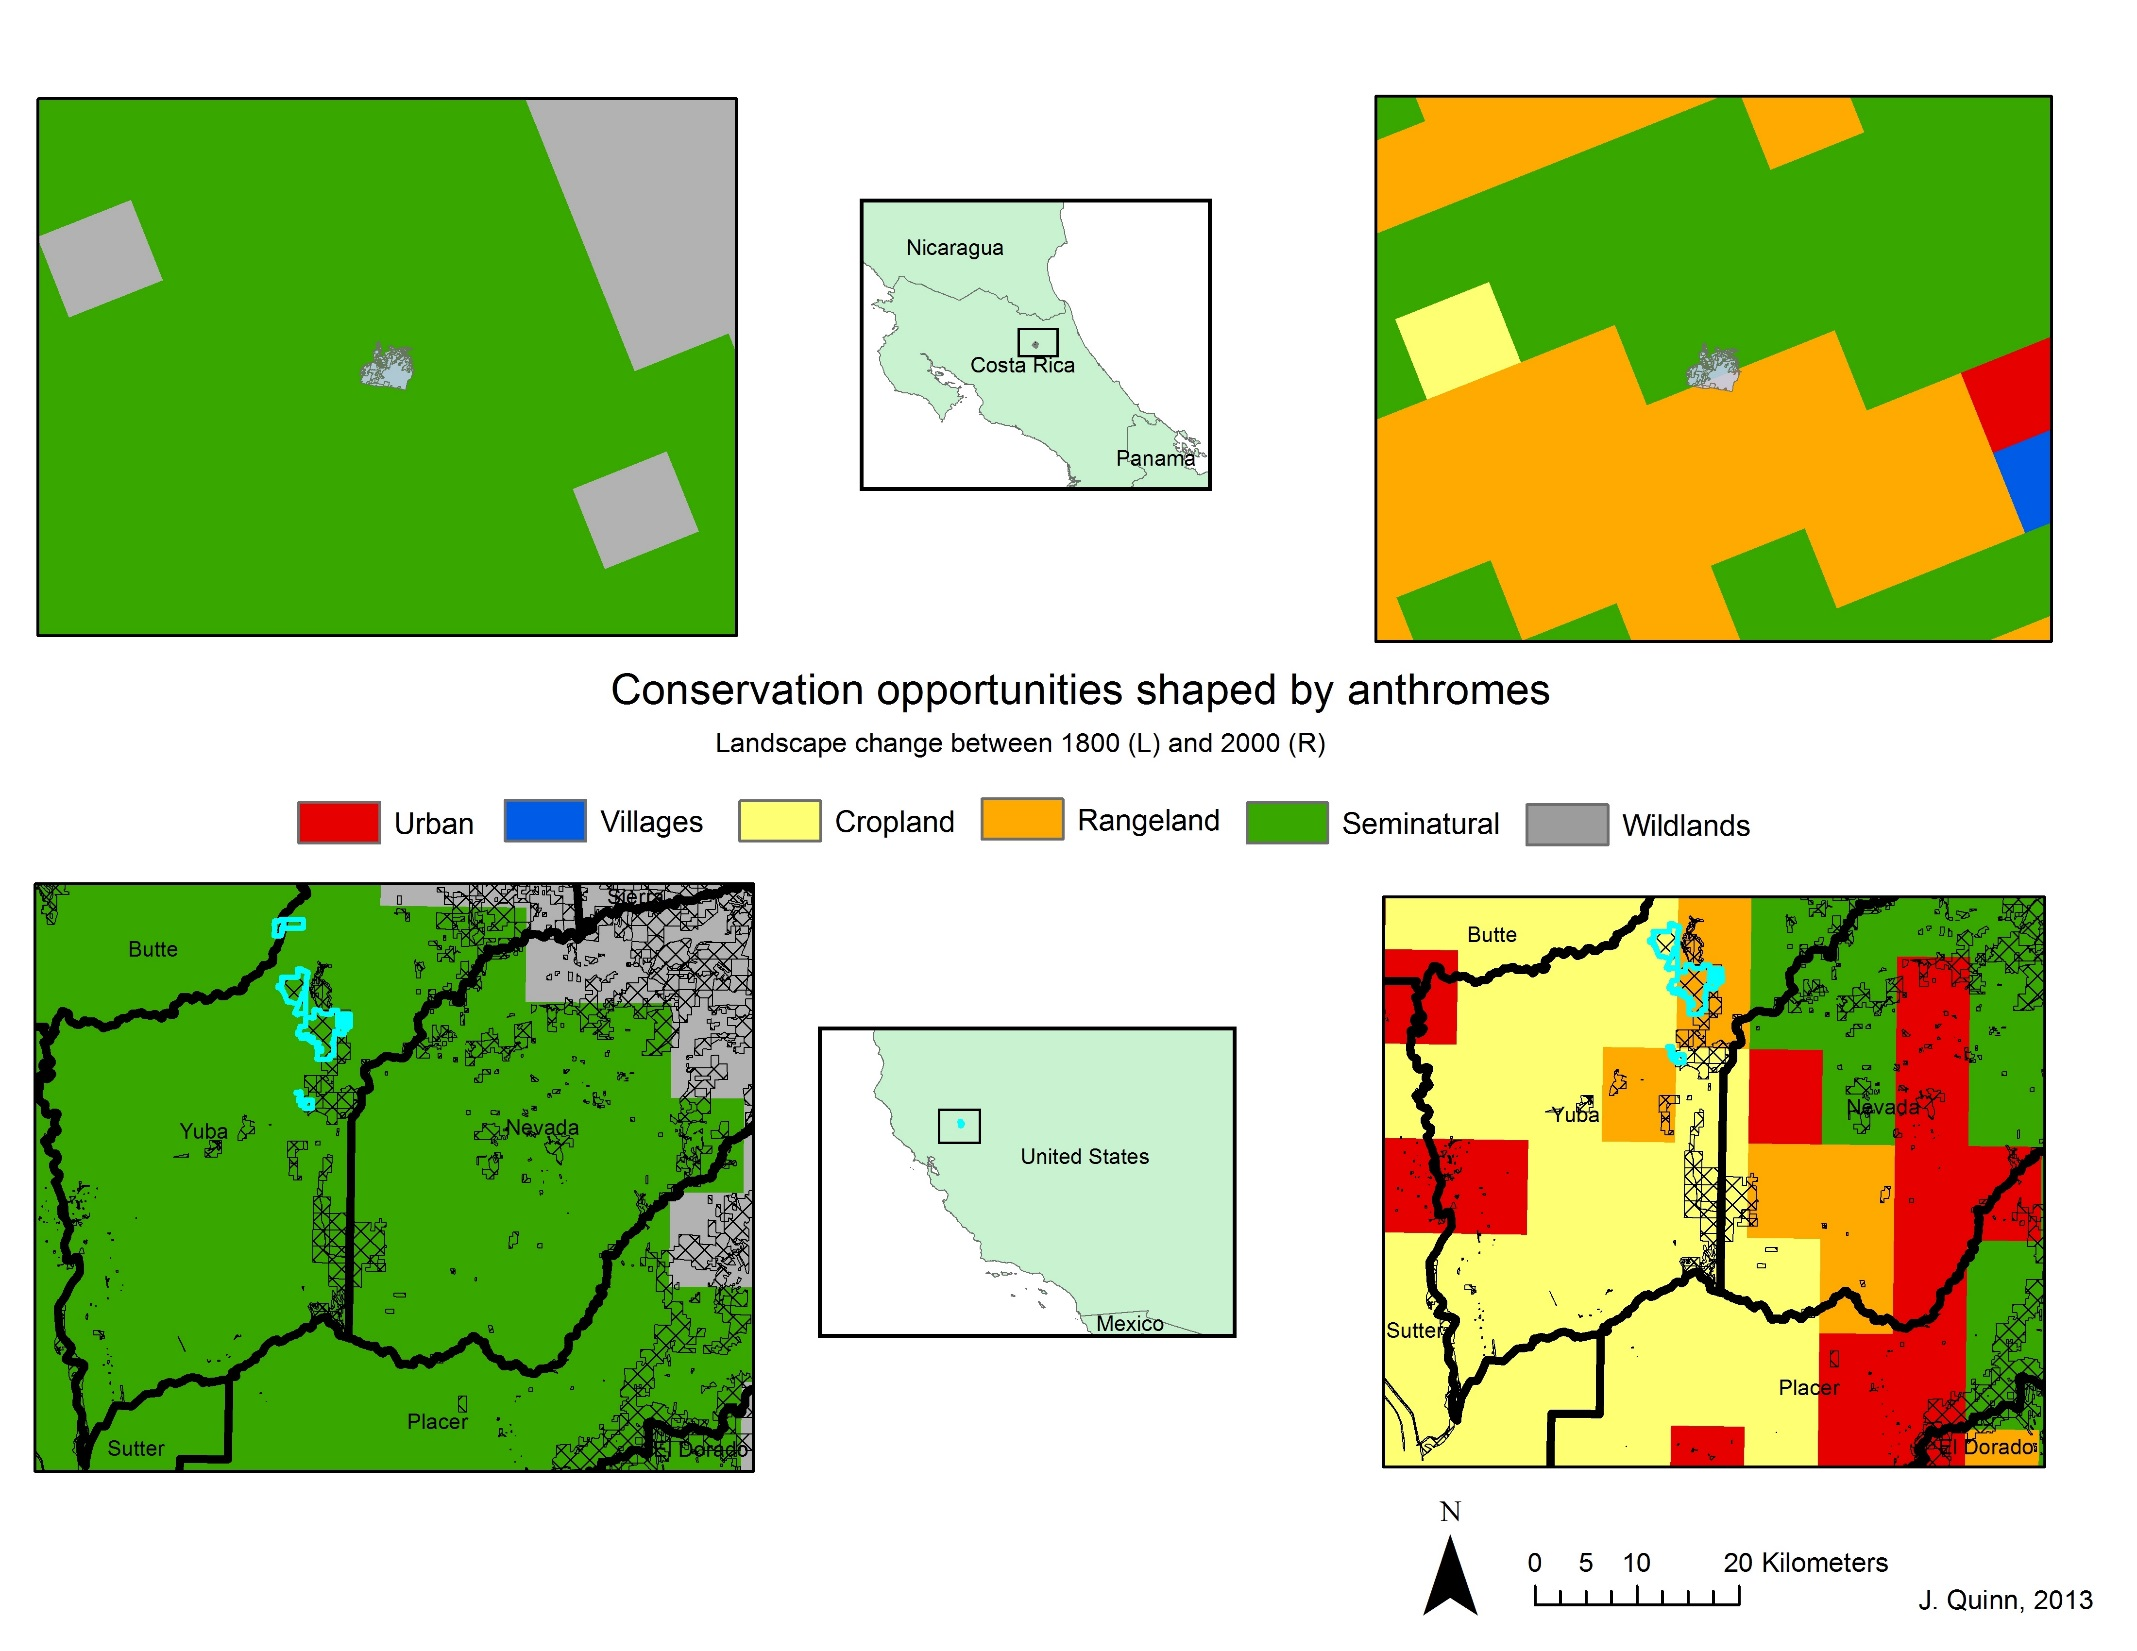 Nicaragua
Costa Rica
Panama
Conservation opportunities shaped by anthromes
Landscape change between 1800 (L) and 2000 (R)
Urban Villages Cropland Rangeland Seminatural Wildlands
Sierra
Butte
Yuba
Nevada
Placer
Sutter
El Dorado
United States
Mexico
Butte
Yuba
Nevada
Sutter
Placer
El Dorado
N
0 5 10 20 Kilometers
J. Quinn, 2013